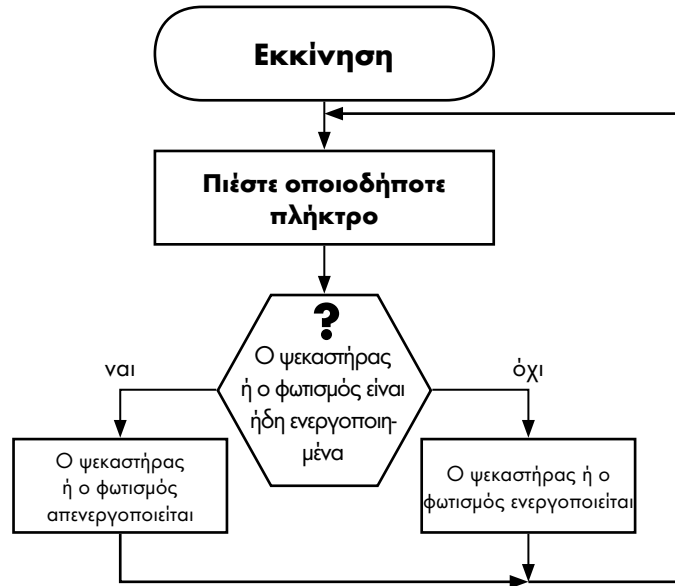 Εκκίνηση
Πιέστε οποιοδήποτε
πλήκτρο
?
Ο ψεκαστήρας
ή ο φωτισμός είναι
ήδη ενεργοποιη-
μένα
ναι
όχι
Ο ψεκαστήρας
ή ο φωτισμός
απενεργοποιείται
Ο ψεκαστήρας ή ο
φωτισμός ενεργοποιείται